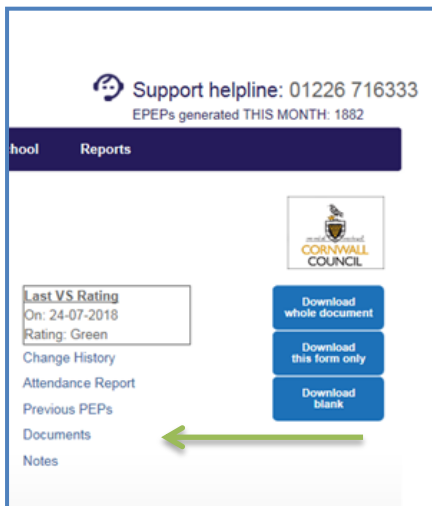 Support helpline: 01226 716333
EPEPs generated THIS MONTH: 1882
hool Reports
CORNWALL
COUNCIL
Last VS Rating
On: 24-07-2018
Rating: Green
Change History
Attendance Report
Previous PEPs
Documents
Notes
Download
whole document
Download
this form only
Download
blank